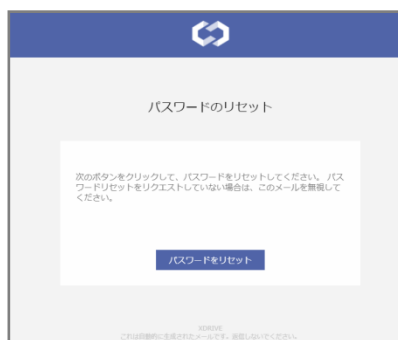 パスワードのリセット
次のボタンをクリックして、パスワードをリセットしてください。 パス
ワードリセットをリクエストしていない場合は、このメールを無視して
ください。
パスワードをリセット
XDRIVE
これは自動的に生成されたメールです。返信しないでください。